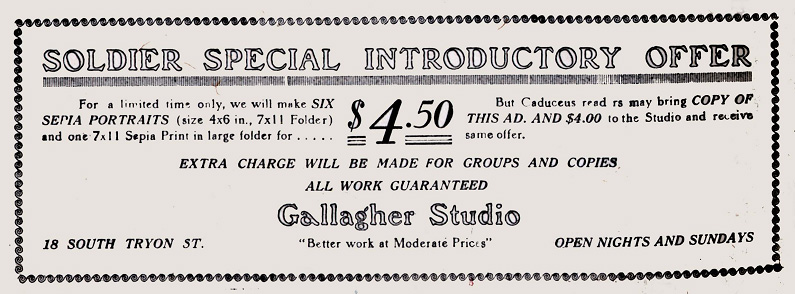 SOLDIER SPECIAL INTRODUCTORY OFFER
For a limited time only, we will make SIX
SEPIA PORTRAITS (size 4x6 in., 7x11 Folder)
and one 7x11 Sepia Print in large folder for . . . . .
$4.50
But Caduceus read rs may bring COPY OF
THIS AD. AND $4.00 to the Studio and receive
same offer.
EXTRA CHARGE WILL BE MADE FOR GROUPS AND COPIES
ALL WORK GUARANTEED
Gallagher Studio
18 SOUTH TRYON ST.
"Better work at Moderate Prices"
OPEN NIGHTS AND SUNDAYS